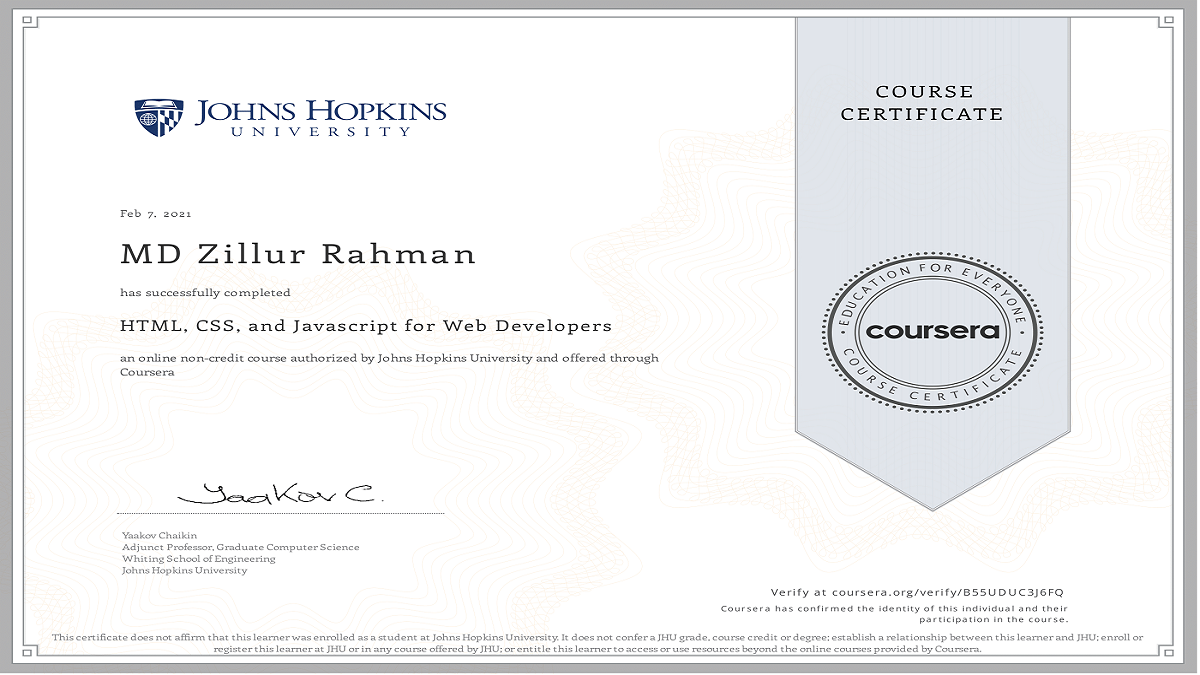 JOHNS HOPKINS
UNIVERSITY
COURSE
CERTIFICATE
Feb 7, 2021
MD Zillur Rahman
has successfully completed
HTML, CSS, and Javascript for Web Developers
an online non-credit course authorized by Johns Hopkins University and offered through
Coursera
EDUCATION FOR EVERYONE
coursera
COURSE CERTIFICATE
Yaakov C.
Yaakov Chaikin
Adjunct Professor, Graduate Computer Science
Whiting School of Engineering
Johns Hopkins University
Verify at coursera.org/verify/B55UDUC3J6FQ
Coursera has confirmed the identity of this individual and their
participation in the course.
This certificate does not affirm that this learner was enrolled as a student at Johns Hopkins University. It does not confer a JHU grade, course credit or degree; establish a relationship between this learner and JHU; enroll or
register this learner at JHU or in any course offered by JHU; or entitle this learner to access or use resources beyond the online courses provided by Coursera.